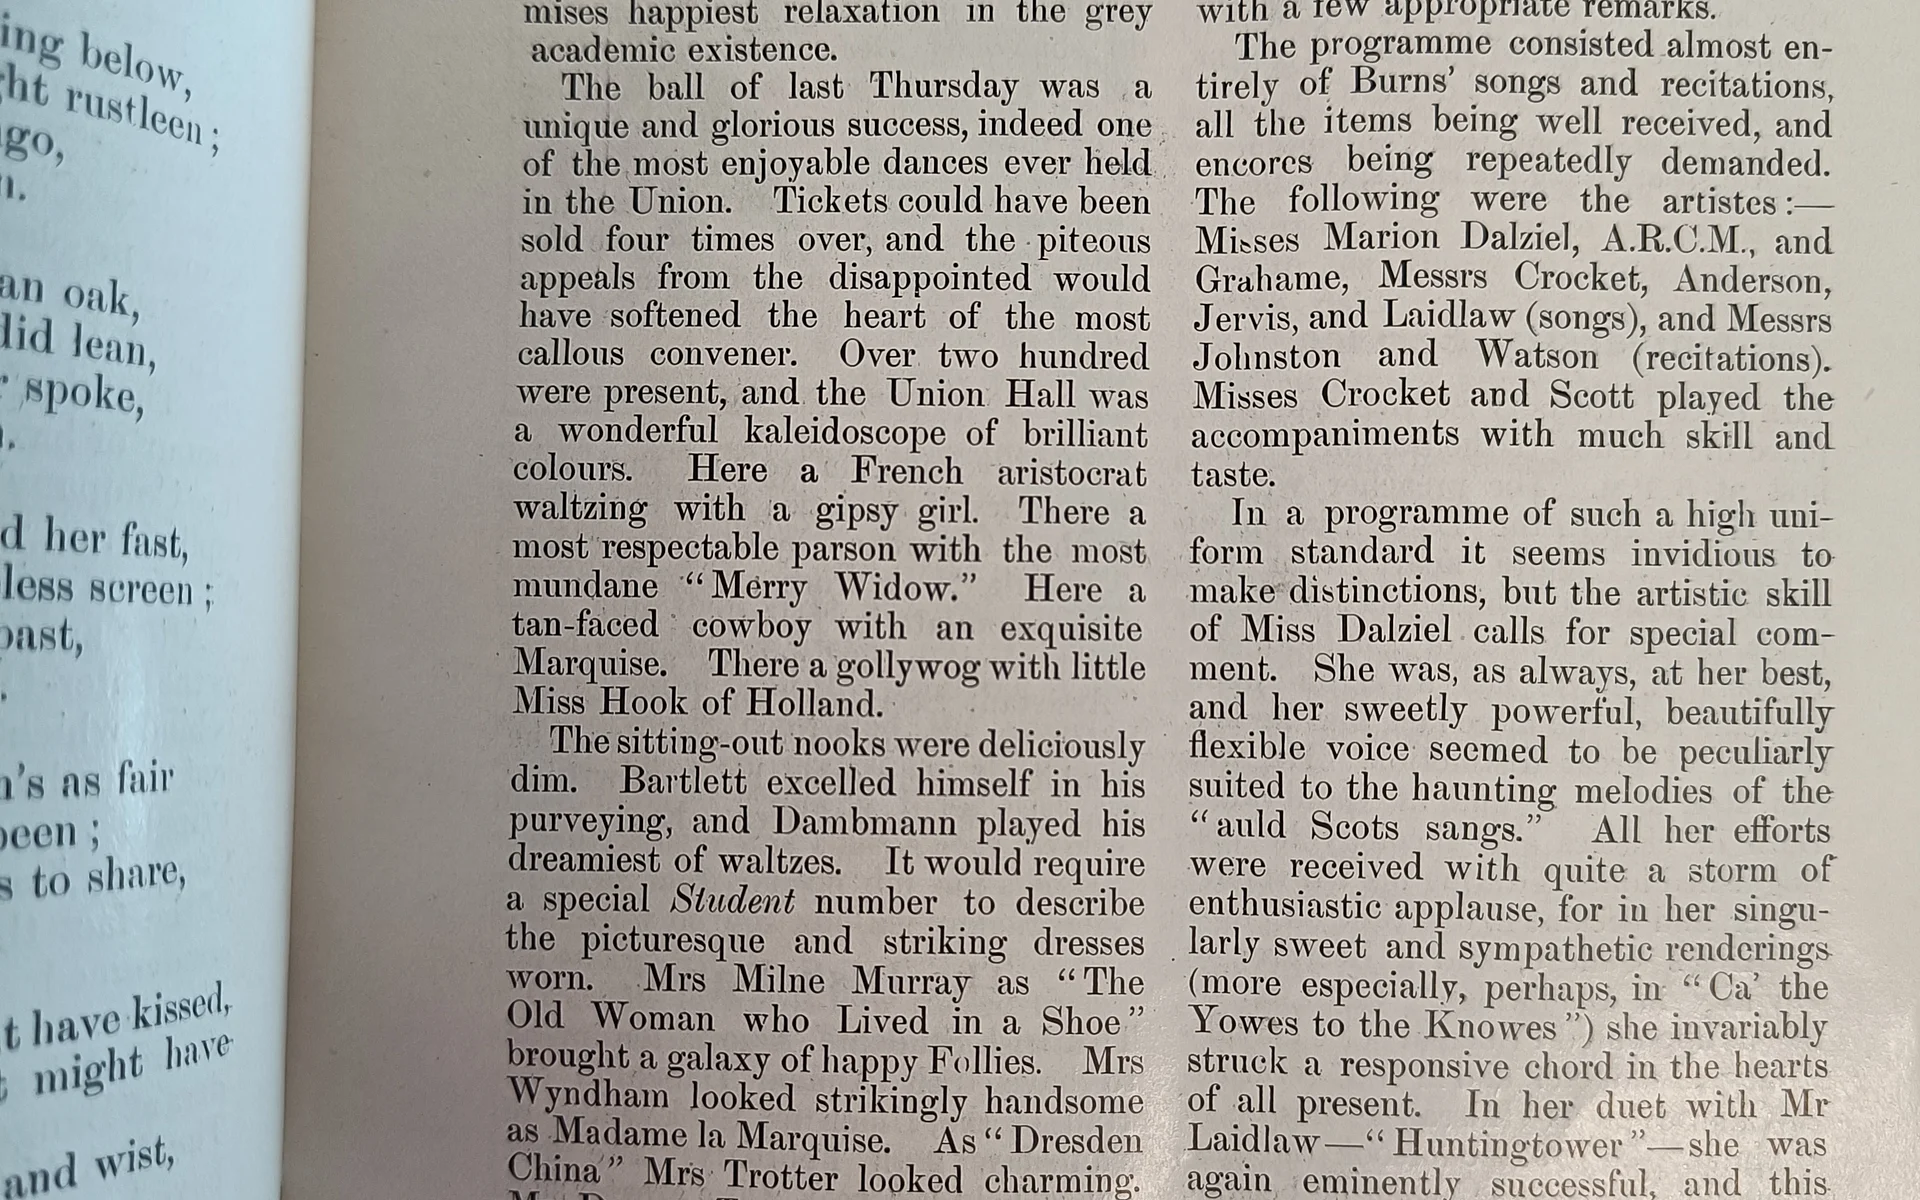 ing below,
ht rustleen ;
go,
n.
an oak,
lid lean,
spoke,
d her fast,
less screen ;
past,
n's as fair
been ;
s to share,
t have kissed,
might have
and wist,
mises happiest relaxation in the grey
academic existence.
The ball of last Thursday was a
unique and glorious success, indeed one
of the most enjoyable dances ever held
in the Union. Tickets could have been
sold four times over, and the piteous
appeals from the disappointed would
have softened the heart of the most
callous convener. Over two hundred
were present, and the Union Hall was
a wonderful kaleidoscope of brilliant
colours. Here a French aristocrat
waltzing with a gipsy girl. There a
most respectable parson with the most
mundane “Merry Widow.” Here a
tan-faced cowboy with an exquisite
Marquise. There a gollywog with little
Miss Hook of Holland.
The sitting-out nooks were deliciously
dim. Bartlett excelled himself in his
purveying, and Dambmann played his
dreamiest of waltzes. It would require
a special Student number to describe
the picturesque and striking dresses
worn. Mrs Milne Murray as “The
Old Woman who Lived in a Shoe”
brought a galaxy of happy Follies. Mrs
Wyndham looked strikingly handsome
as Madame la Marquise. As “Dresden
China” Mrs Trotter looked charming.
with a few appropriate remarks.
The programme consisted almost en-
tirely of Burns’ songs and recitations,
all the items being well received, and
encores being repeatedly demanded.
The following were the artistes :—
Misses Marion Dalziel, A.R.C.M., and
Grahame, Messrs Crocket, Anderson,
Jervis, and Laidlaw (songs), and Messrs
Johnston and Watson (recitations).
Misses Crocket and Scott played the
accompaniments with much skill and
taste.
In a programme of such a high uni-
form standard it seems invidious to
make distinctions, but the artistic skill
of Miss Dalziel calls for special com-
ment. She was, as always, at her best,
and her sweetly powerful, beautifully
flexible voice seemed to be peculiarly
suited to the haunting melodies of the
“auld Scots sangs.” All her efforts
were received with quite a storm of
enthusiastic applause, for in her singu-
larly sweet and sympathetic renderings
(more especially, perhaps, in “Ca’ the
Yowes to the Knowes”) she invariably
struck a responsive chord in the hearts
of all present. In her duet with Mr
Laidlaw—“Huntingtower”—she was
again eminently successful, and this